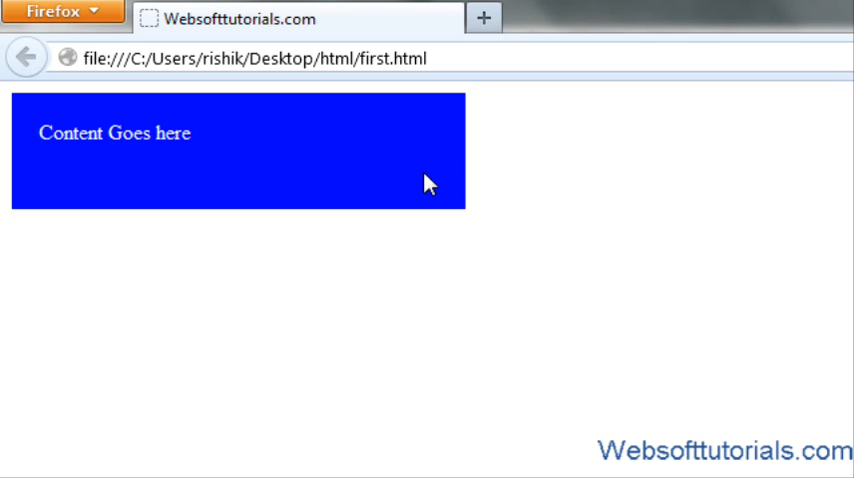 Firefox
Websofttutorials.com
file:///C:/Users/rishik/Desktop/html/first.html
Content Goes here
Websofttutorials.com